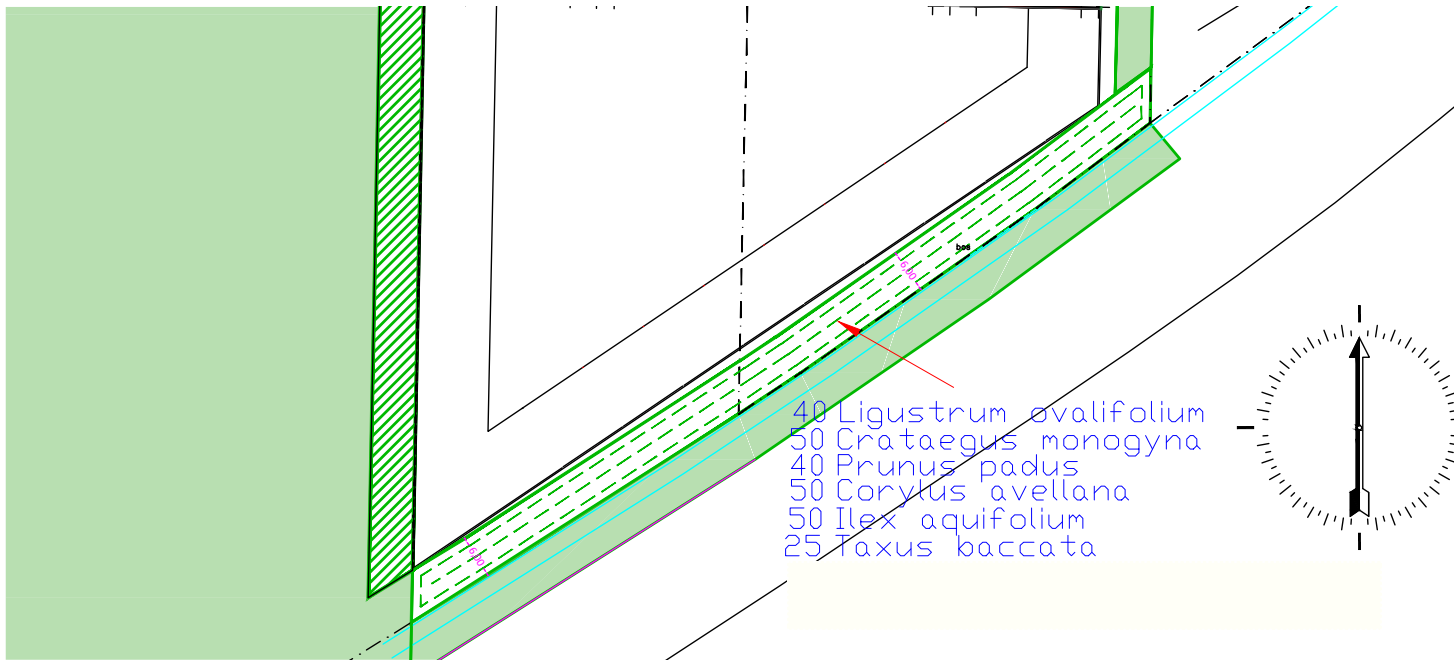 bos
6,00
40 Ligustrum ovalifolium
50 Crataegus monogyna
40 Prunus padus
50 Corylus avellana
50 Ilex aquifolium
25 Taxus baccata
6,00